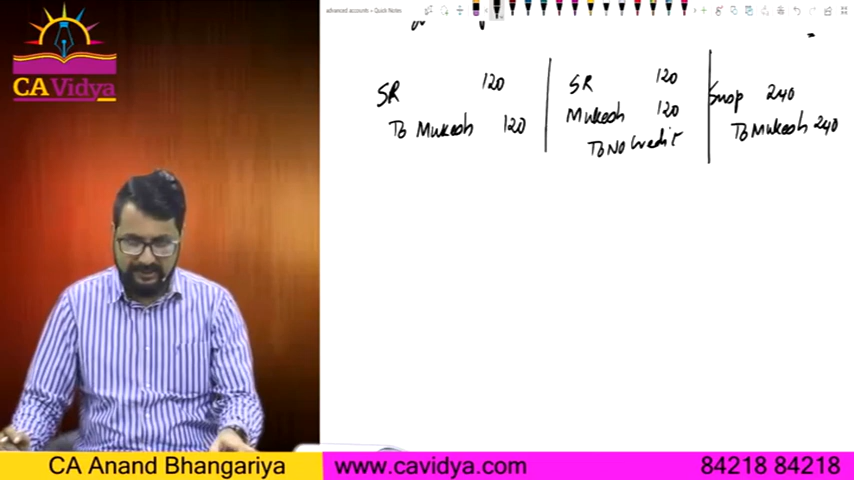 CA Vidya
advanced accounts • Quick Notes
SR 120
To Mukesh 120
SR 120
Mukesh 120
To No Credit
Susp 240
To Mukesh 240
CA Anand Bhangariya
www.cavidya.com
84218 84218